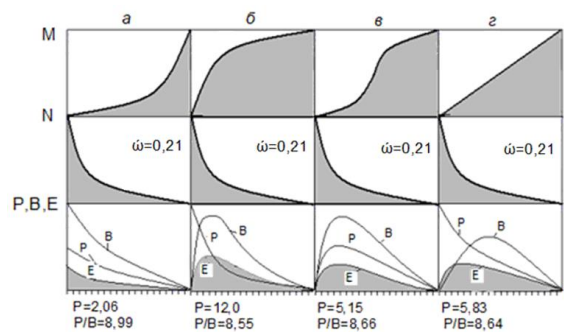 а б в г
M
N
ώ=0,21 ώ=0,21 ώ=0,21 ώ=0,21
P,B,E
B P E
P B E
B P E
P B E
P=2,06 P=12,0 P=5,15 P=5,83
P/B=8,99 P/B=8,55 P/B=8,66 P/B=8,64